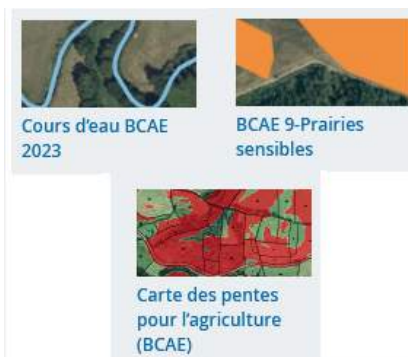 Cours d'eau BCAE
2023
BCAE 9-Prairies
sensibles
Carte des pentes
pour l'agriculture
(BCAE)